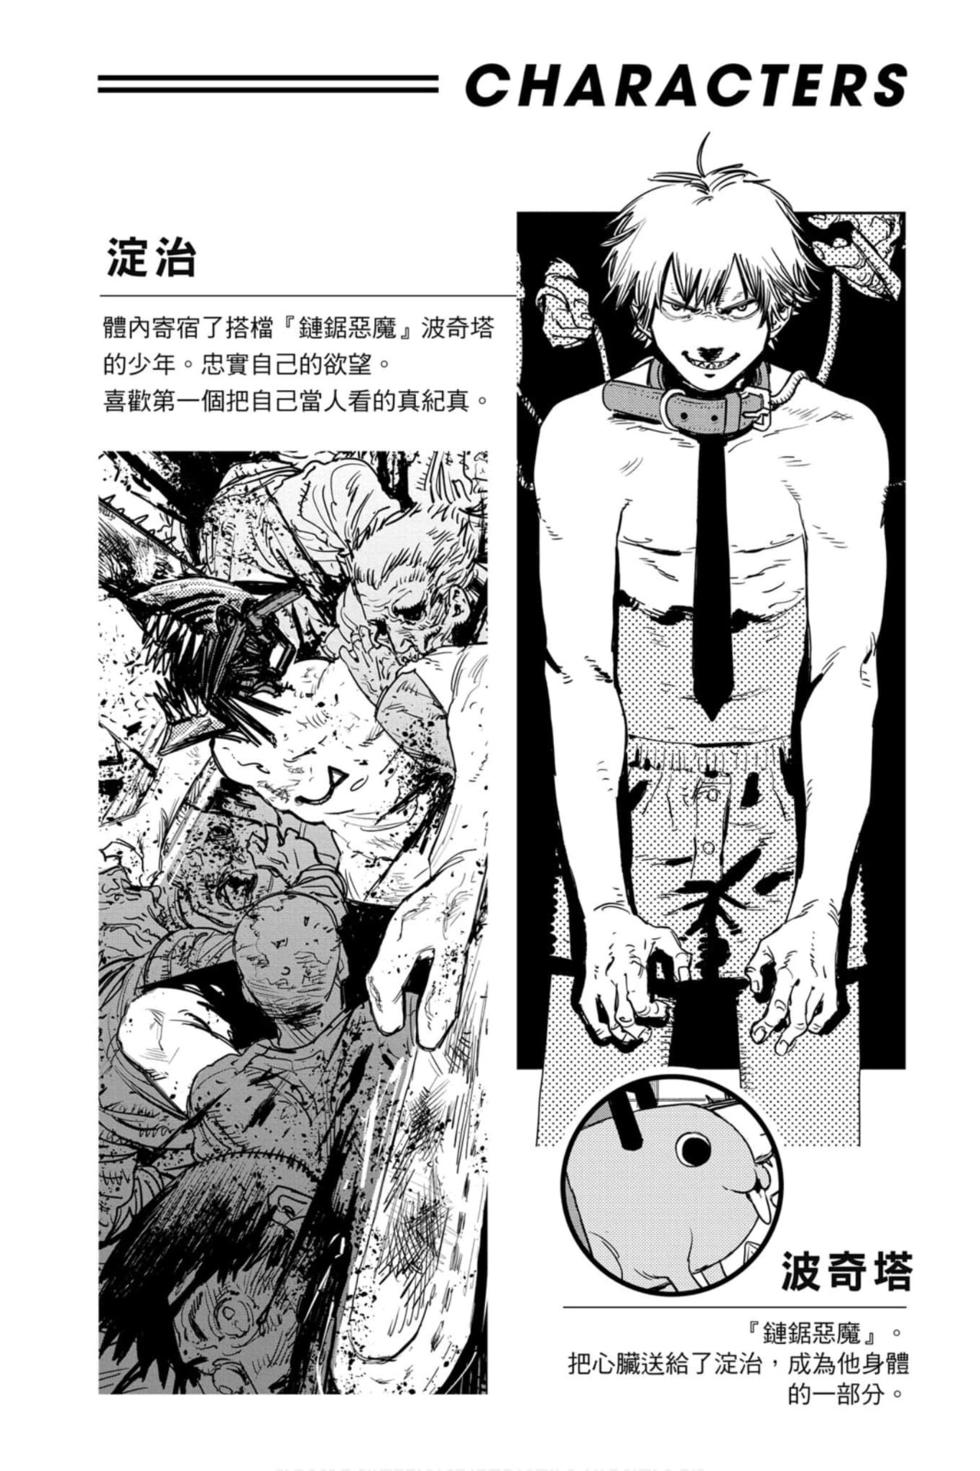 CHARACTERS
淀治
體內寄宿了搭檔『鏈鋸惡魔』波奇塔
的少年。忠實自己的欲望。
喜歡第一個把自己當人看的真紀真。
波奇塔
『鏈鋸惡魔』。
把心臟送給了淀治,成為他身體
的一部分。